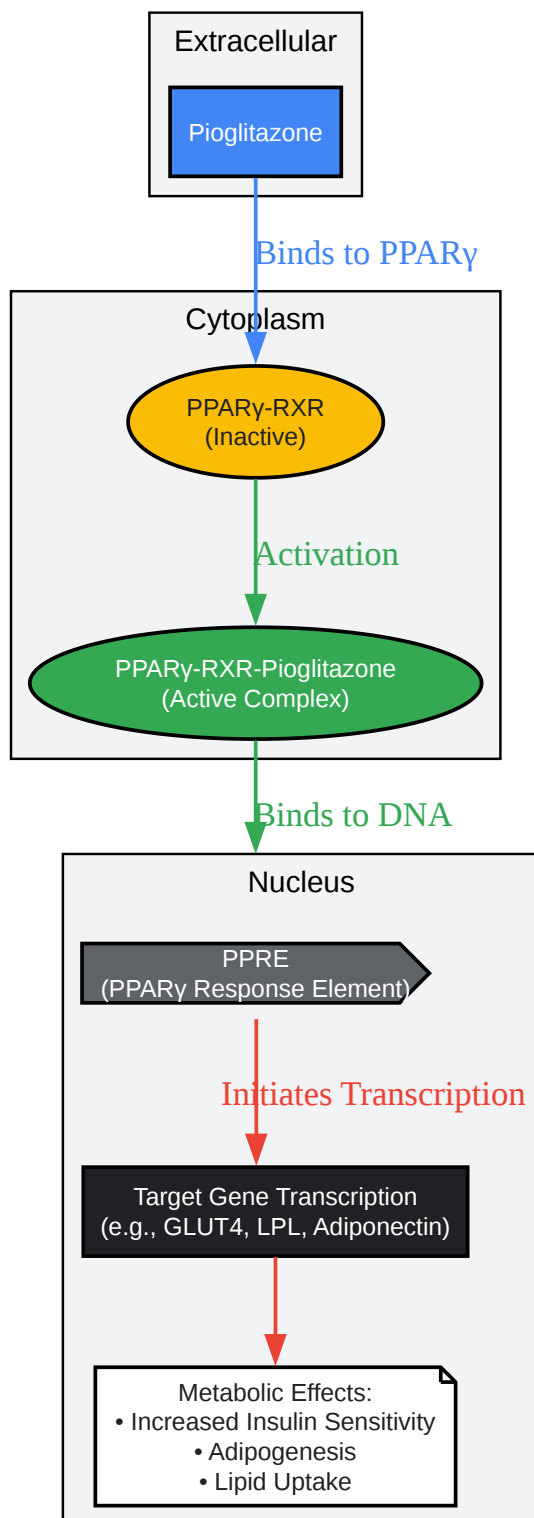 Extracellular
Pioglitazone
Binds to PPARγ
Cytoplasm
PPARγ-RXR
(Inactive)
Activation
PPARγ-RXR-Pioglitazone
(Active Complex)
Binds to DNA
Nucleus
PPRE
(PPARγ Response Element)
Initiates Transcription
Target Gene Transcription
(e.g., GLUT4, LPL, Adiponectin)
Metabolic Effects:
• Increased Insulin Sensitivity
• Adipogenesis
• Lipid Uptake